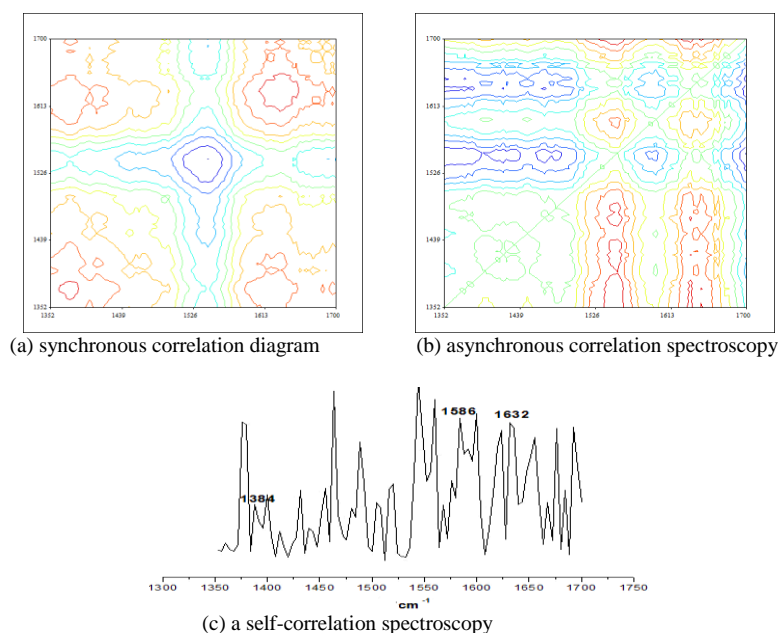 1700
1613
1526
1439
1352
1352 1439 1526 1613 1700
(a) synchronous correlation diagram
1700
1613
1526
1439
1352
1352 1439 1526 1613 1700
(b) asynchronous correlation spectroscopy
1586 1632
1384
1300 1350 1400 1450 1500 1550 1600 1650 1700 1750
cm -1
(c) a self-correlation spectroscopy